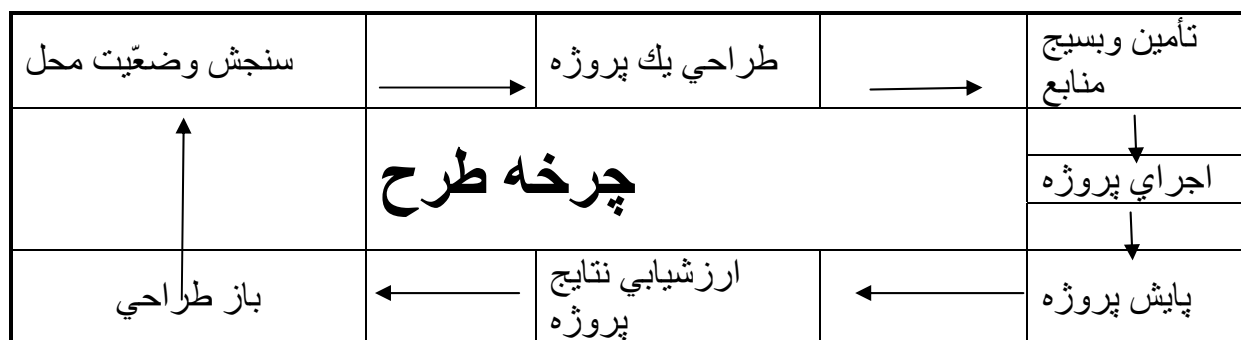 سنجش وضعّيت محل
طراحي يك پروژه
تأمين وبسيج
منابع
چرخه طرح
اجراي پروژه
باز طراحي
ارزشيابي نتايج
پروژه
پايش پروژه